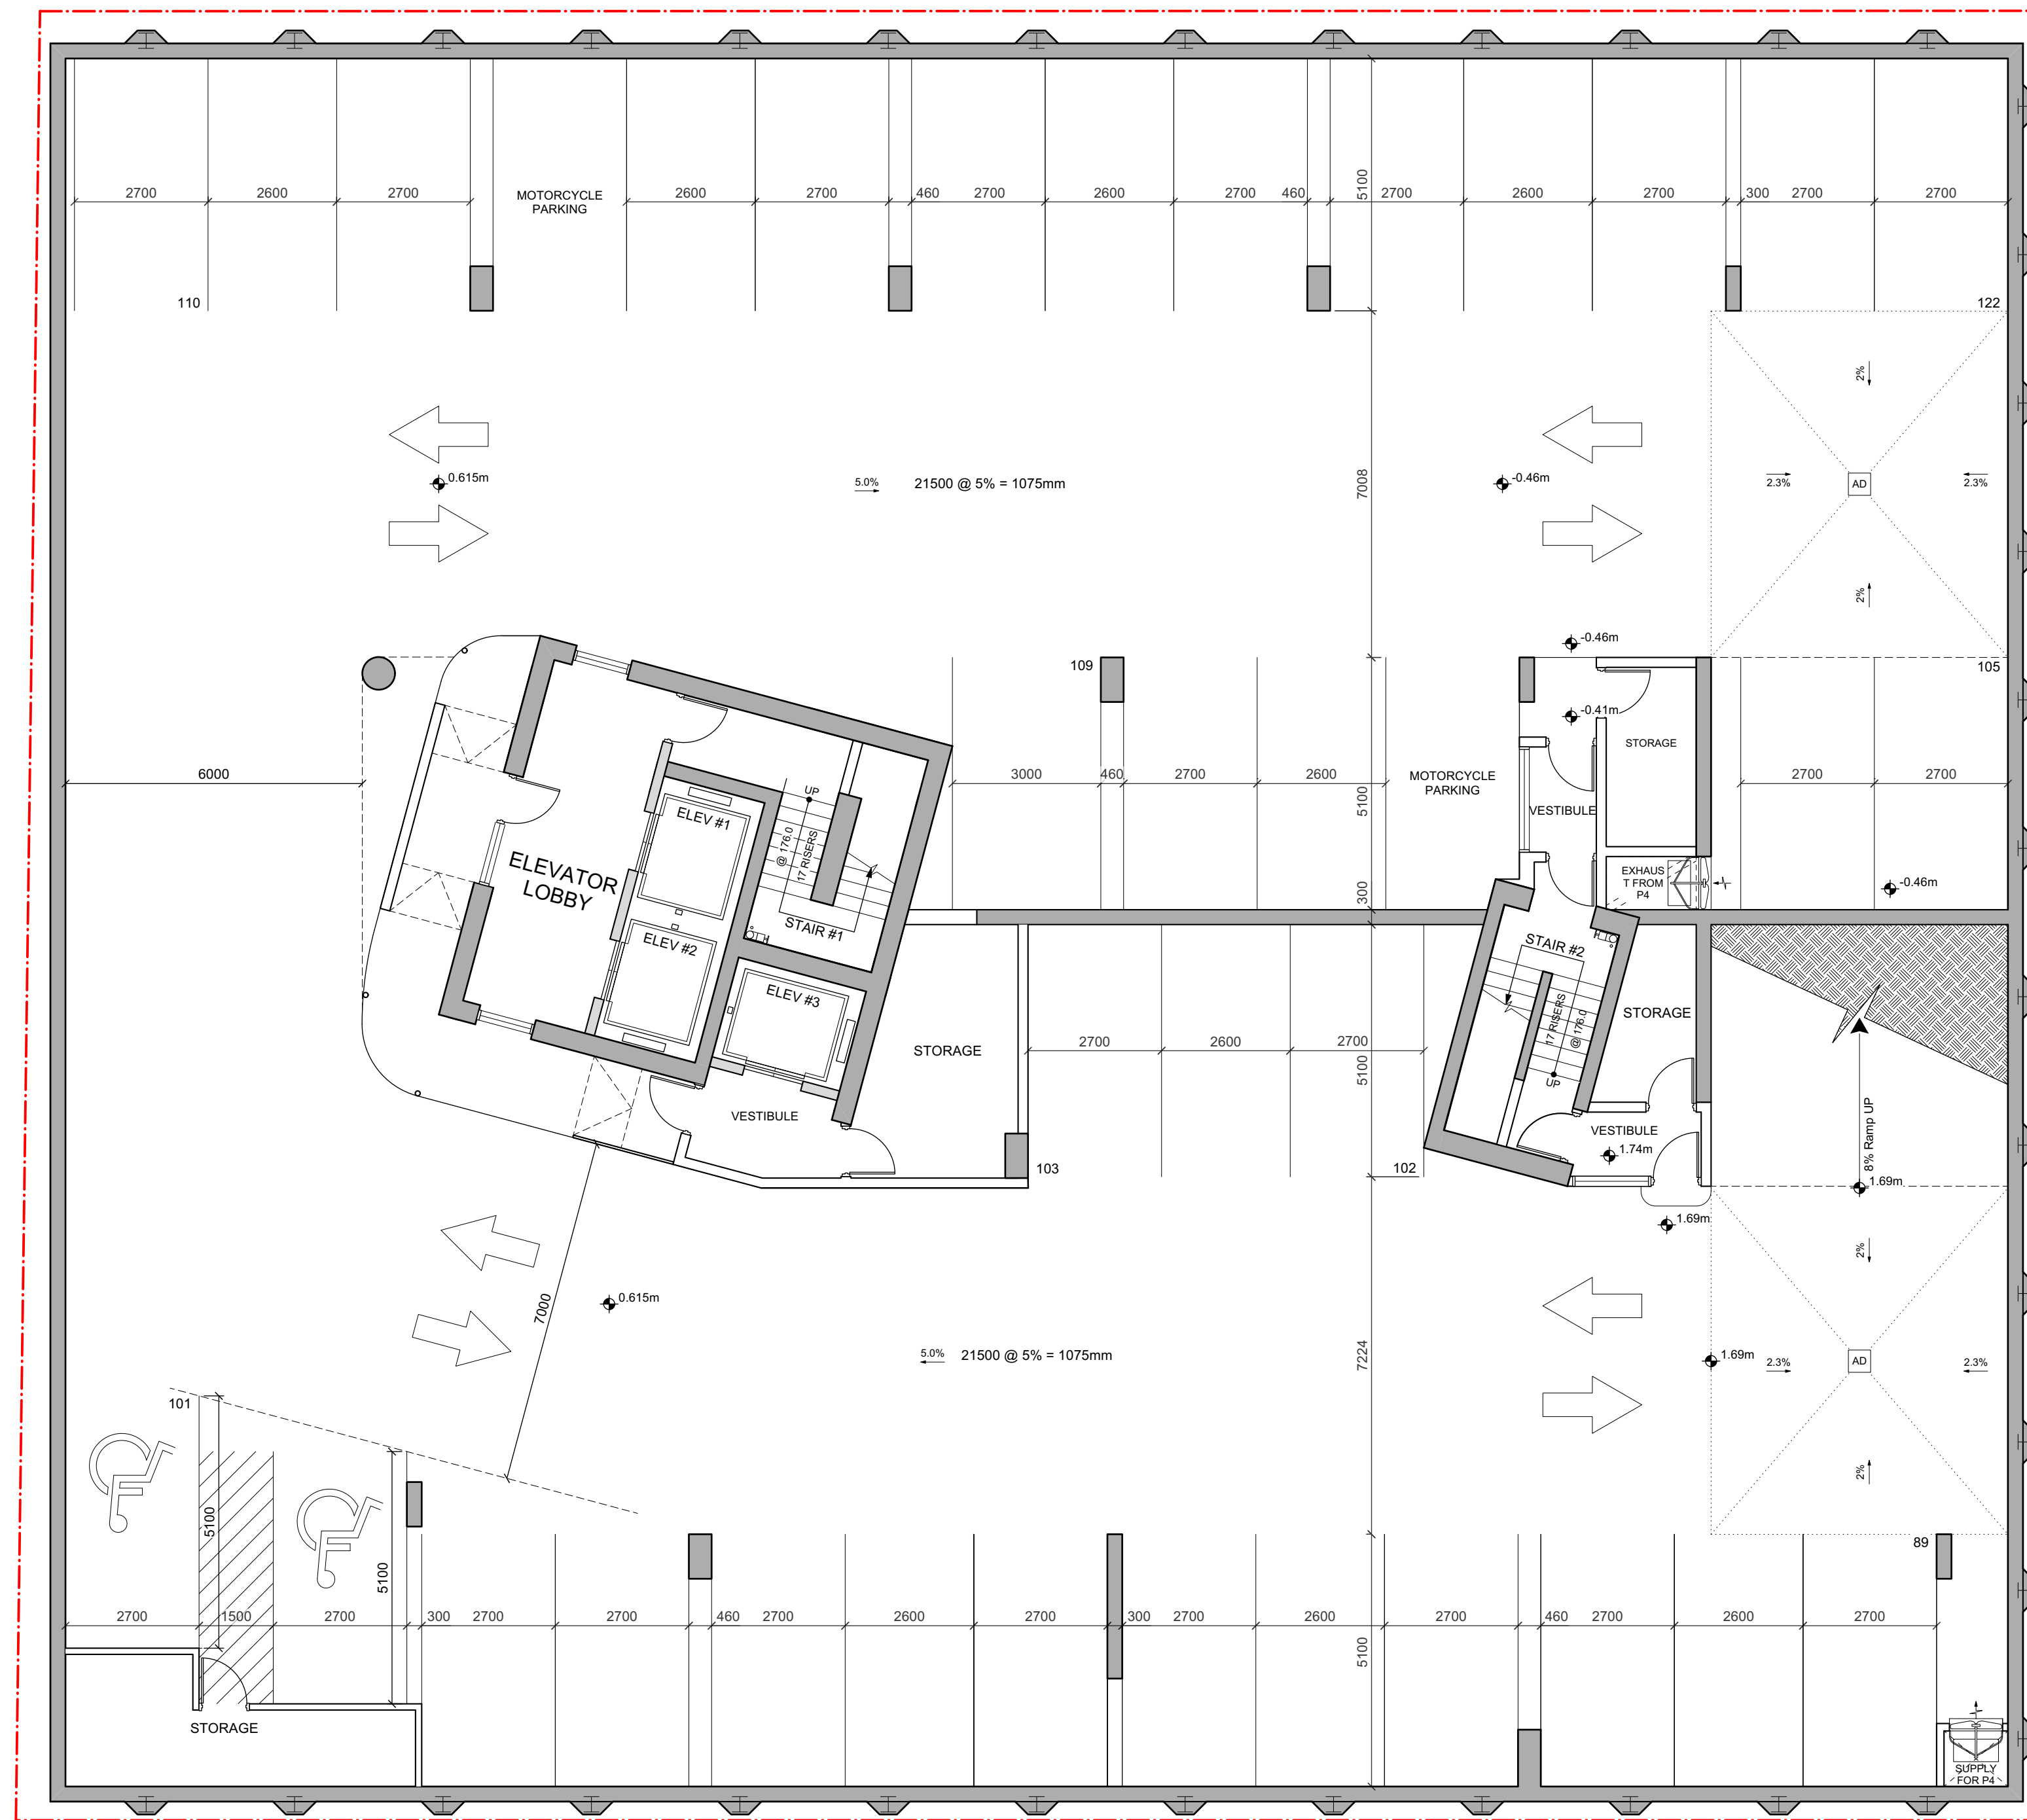 2700 2600 2700 MOTORCYCLE 2600 2700 460 2700 2600 2700 460 5100 2700 2600 2700 300 2700 2700
PARKING
110 122
2%
0.615m 5.0% 21500 @ 5% = 1075mm 7008 -0.46m 2.3% AD 2.3%
2%
-0.46m
109 105
-0.41m
STORAGE
6000 3000 460 2700 2600 MOTORCYCLE 2700 2700
PARKING
5100
UP
ELEV #1
VESTIBULE
@ 176.0
17 RISERS
ELEVATOR
LOBBY
EXHAUS
T FROM
P4
-0.46m
300
STAIR #1
ELEV #2
STAIR #2
ELEV #3
STORAGE
17 RISERS
@ 176.0
STORAGE
2700 2600 2700
5100
UP
VESTIBULE
VESTIBULE
8% Ramp UP
1.74m
103 102
1.69m
1.69m
2%
7000
0.615m
5.0% 21500 @ 5% = 1075mm
7224
1.69m
2.3% AD 2.3%
101
2%
5100
5100
89
2700 1500 2700 300 2700 2700 460 2700 2600 2700 300 2700 2600 2700 460 2700 2600 2700
5100
STORAGE
SUPPLY
FOR P4